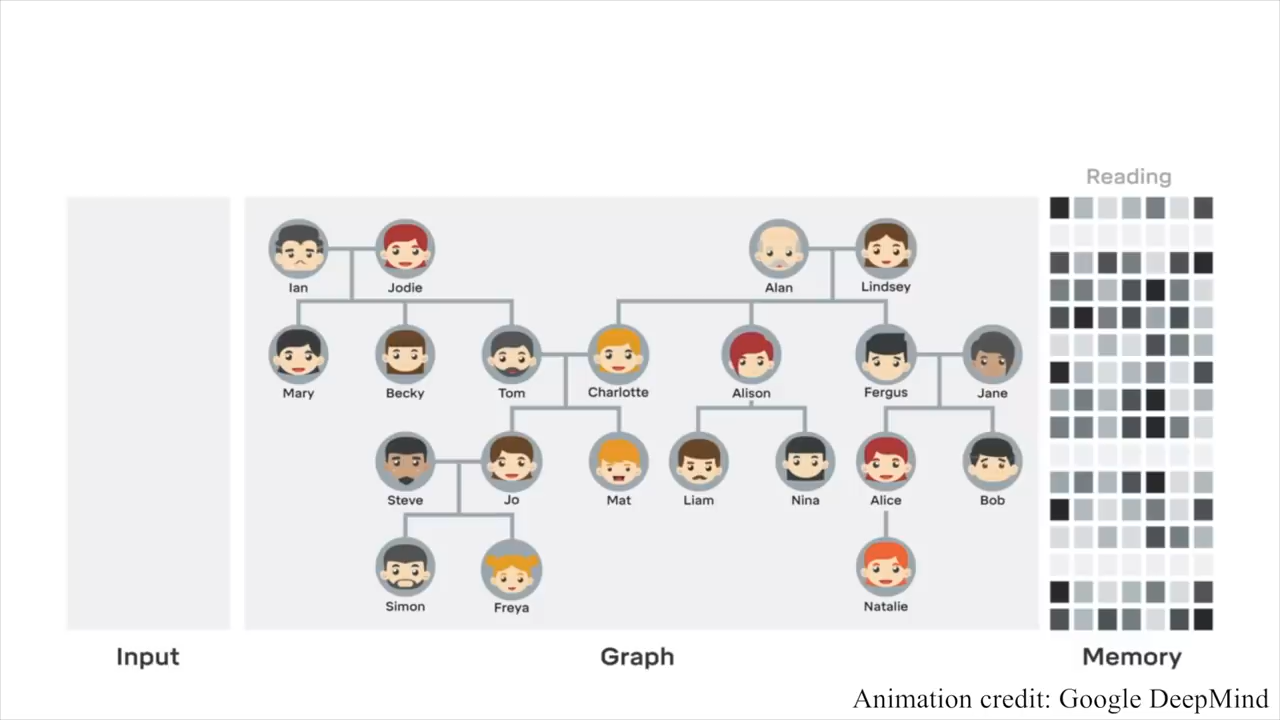 Reading
Ian Jodie Alan Lindsey
Mary Becky Tom Charlotte Alison Fergus Jane
Steve Jo Mat Liam Nina Alice Bob
Simon Freya Natalie
Input Graph Memory
Animation credit: Google DeepMind